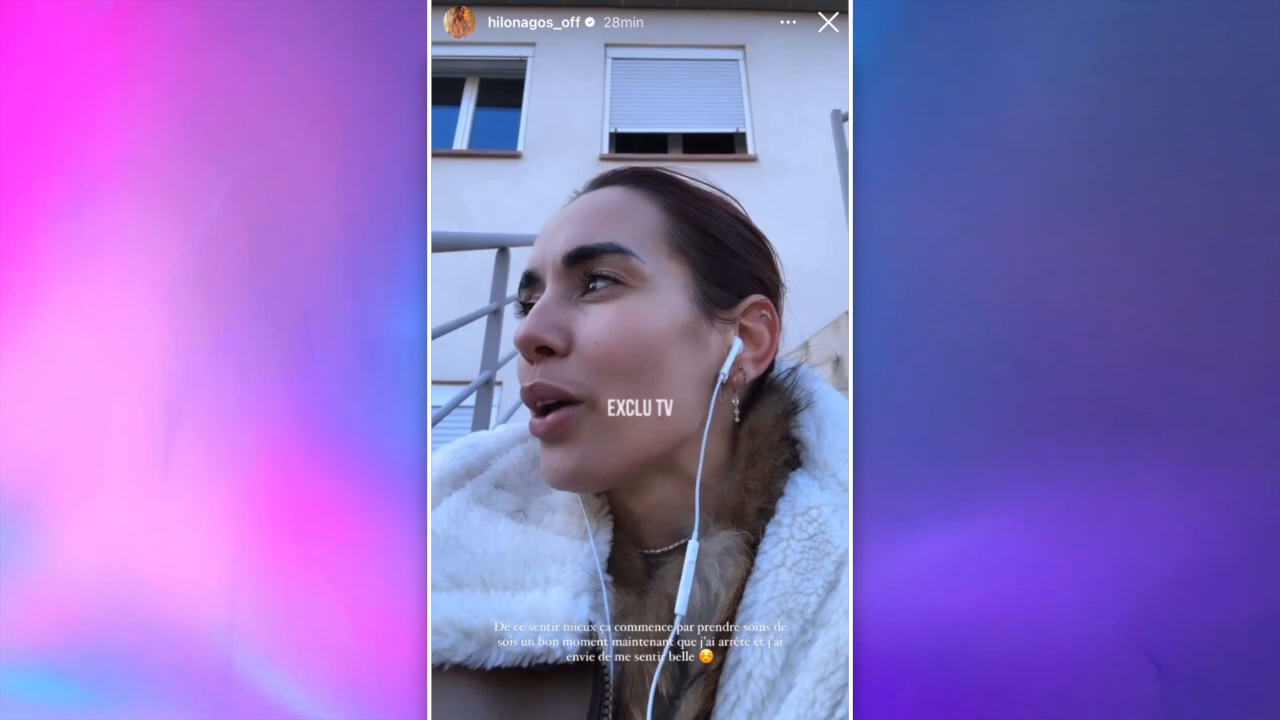 hilonagos_off 28min
EXCLU TV
De ce sentir mieux ça commence par prendre soins de
sois un bon moment maintenant que j'ai arrêté et j'ai
envie de me sentir belle ☺️